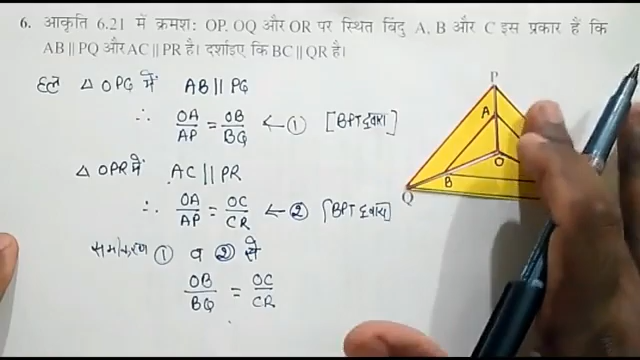 6. आकृति 6.21 में क्रमश: OP, OQ और OR पर स्थित बिंदु A, B और C इस प्रकार हैं कि
AB || PQ और AC || PR है। दर्शाइए कि BC || QR है।
हल △ OPQ में AB || PQ
∴ OA/AP = OB/BQ ← ① [BPT द्वारा]
△ OPR में AC || PR
∴ OA/AP = OC/CR ← ② [BPT द्वारा]
समीकरण ① व ② से
OB/BQ = OC/CR
P
A
O
B
Q